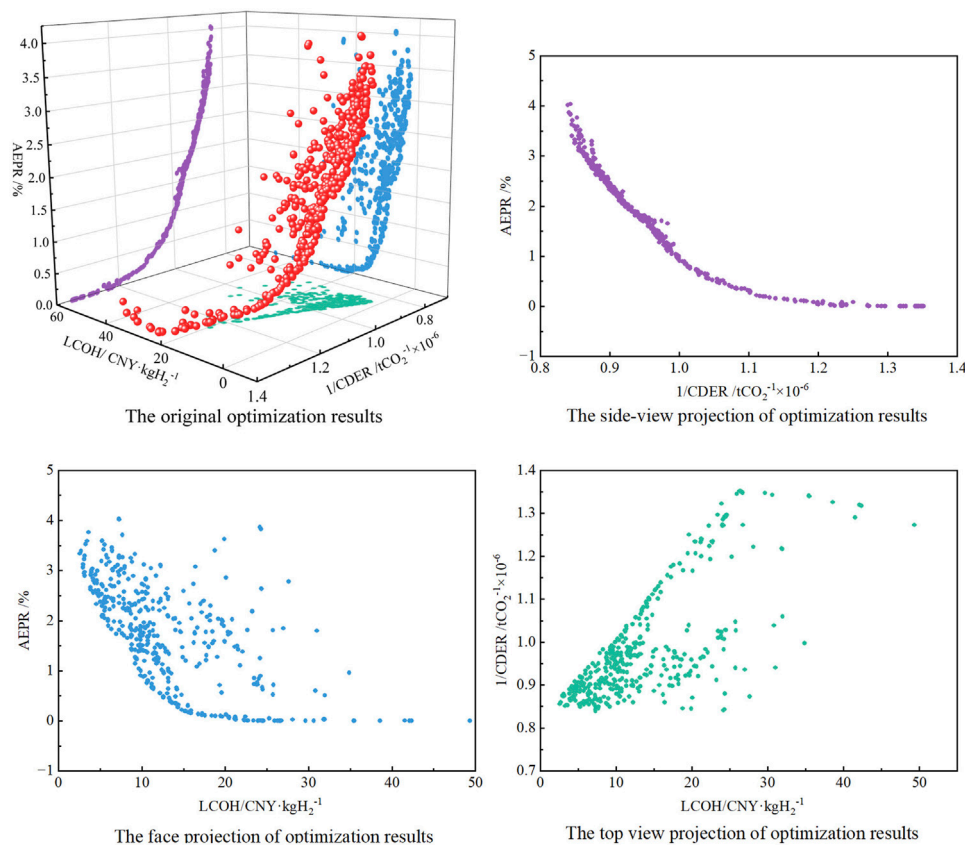 4.0
3.5
3.0
2.5
2.0
1.5
1.0
0.5
0.0
AEPR /%
60
40
20
0
LCOH/ CNY·kgH₂⁻¹
1.4
1.2
1.0
0.8
1/CDER /tCO₂⁻¹×10⁻⁶
The original optimization results
5
4
3
2
1
0
−1
AEPR /%
0.8 0.9 1.0 1.1 1.2 1.3 1.4
1/CDER /tCO₂⁻¹×10⁻⁶
The side-view projection of optimization results
5
4
3
2
1
0
−1
AEPR /%
0 10 20 30 40 50
LCOH/CNY·kgH₂⁻¹
The face projection of optimization results
1.4
1.3
1.2
1.1
1.0
0.9
0.8
0.7
1/CDER /tCO₂⁻¹×10⁻⁶
0 10 20 30 40 50
LCOH/CNY·kgH₂⁻¹
The top view projection of optimization results